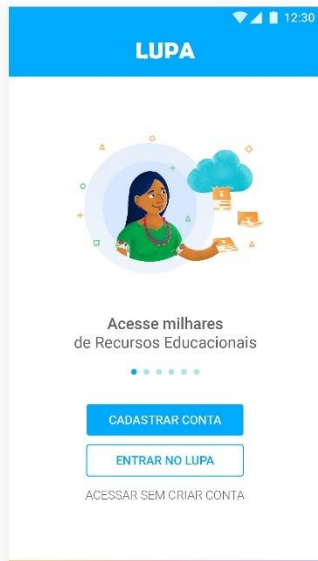 12:30
LUPA
Acesse milhares
de Recursos Educacionais
CADASTRAR CONTA
ENTRAR NO LUPA
ACESSAR SEM CRIAR CONTA